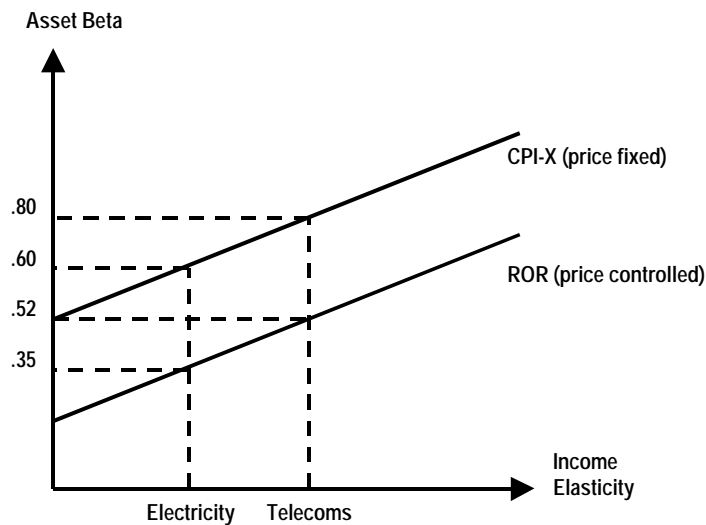 Asset Beta
CPI-X (price fixed)
.80
.60
ROR (price controlled)
.52
.35
Income
Elasticity
Electricity Telecoms